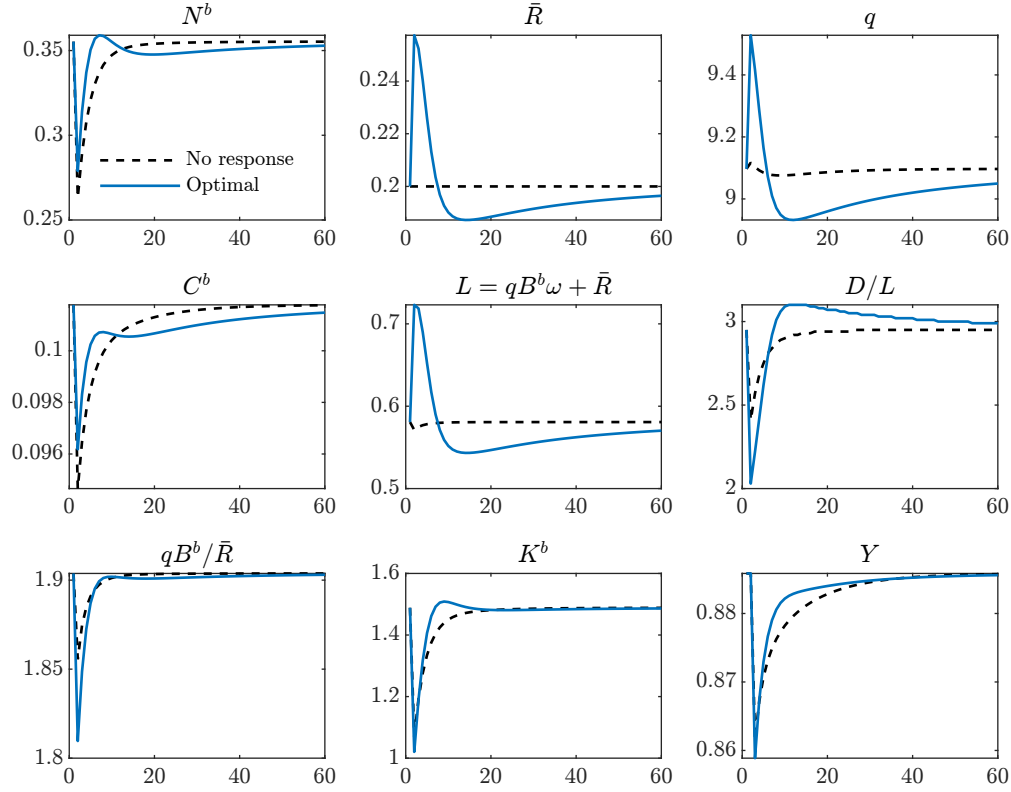 N^b
R̄
q
0.35
0.3
0.25
No response
Optimal
0 20 40 60
0.24
0.22
0.2
0 20 40 60
9.4
9.2
9
0 20 40 60
C^b
L = qB^bω + R̄
D/L
0.1
0.098
0.096
0 20 40 60
0.7
0.6
0.5
0 20 40 60
3
2.5
2
0 20 40 60
qB^b/R̄
K^b
Y
1.9
1.85
1.8
0 20 40 60
1.6
1.4
1.2
1
0 20 40 60
0.88
0.87
0.86
0 20 40 60